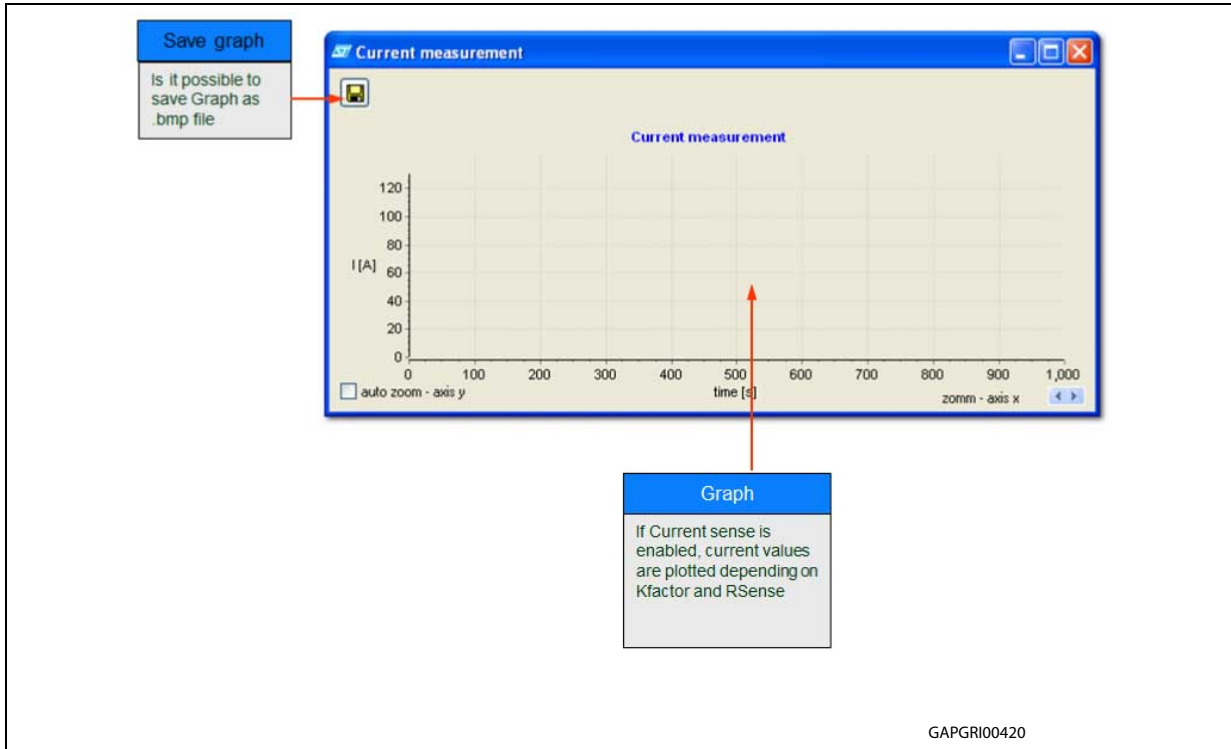 Save graph
Is it possible to
save Graph as
.bmp file
Current measurement
Current measurement
120
100
80
I [A]
60
40
20
0
0 100 200 300 400 500 600 700 800 900 1,000
auto zoom - axis y
time [s]
zomm - axis x
Graph
If Current sense is
enabled, current values
are plotted depending on
Kfactor and RSense
GAPGRI00420